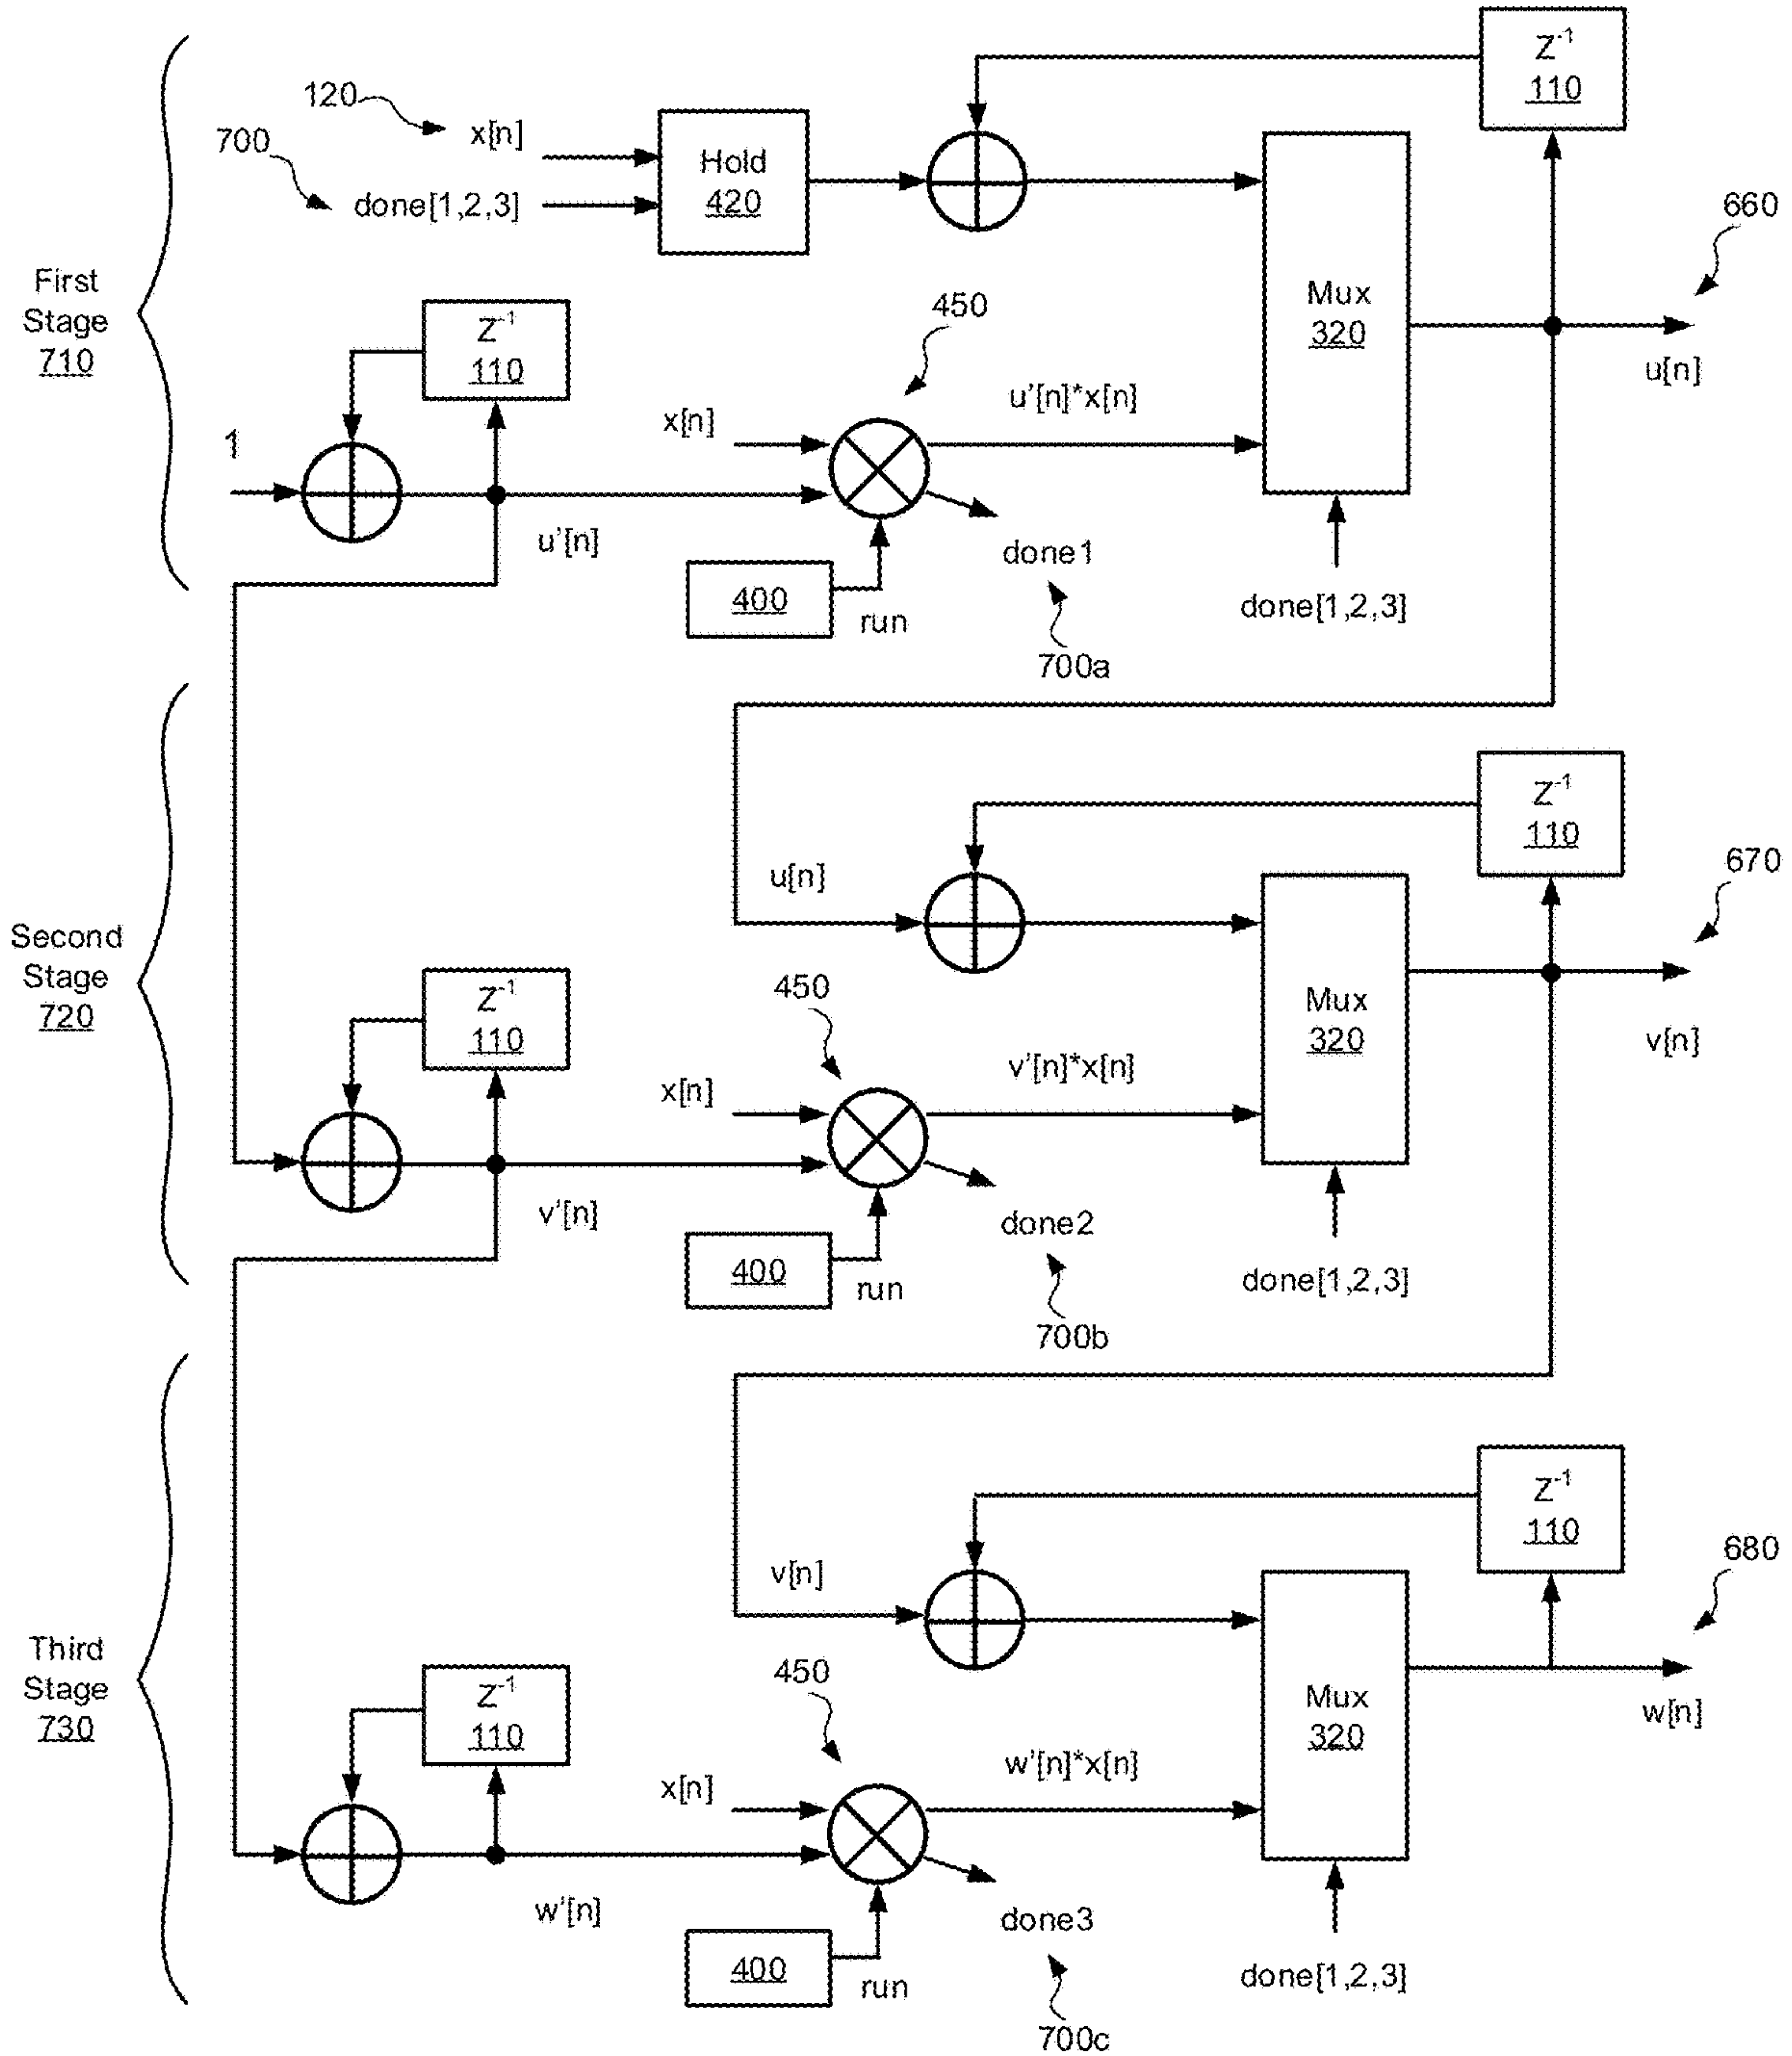 Z-1
110
120
x[n]
700
done[1,2,3]
Hold
420
660
First
Stage
710
Z-1
110
450
Mux
320
u[n]
1
x[n]
u'[n]*x[n]
u'[n]
400
run
done1
700a
done[1,2,3]
Z-1
110
670
Second
Stage
720
u[n]
Z-1
110
450
Mux
320
v[n]
x[n]
v'[n]*x[n]
v'[n]
400
run
done2
700b
done[1,2,3]
Z-1
110
680
Third
Stage
730
v[n]
Z-1
110
450
Mux
320
w[n]
x[n]
w'[n]*x[n]
w'[n]
400
run
done3
700c
done[1,2,3]